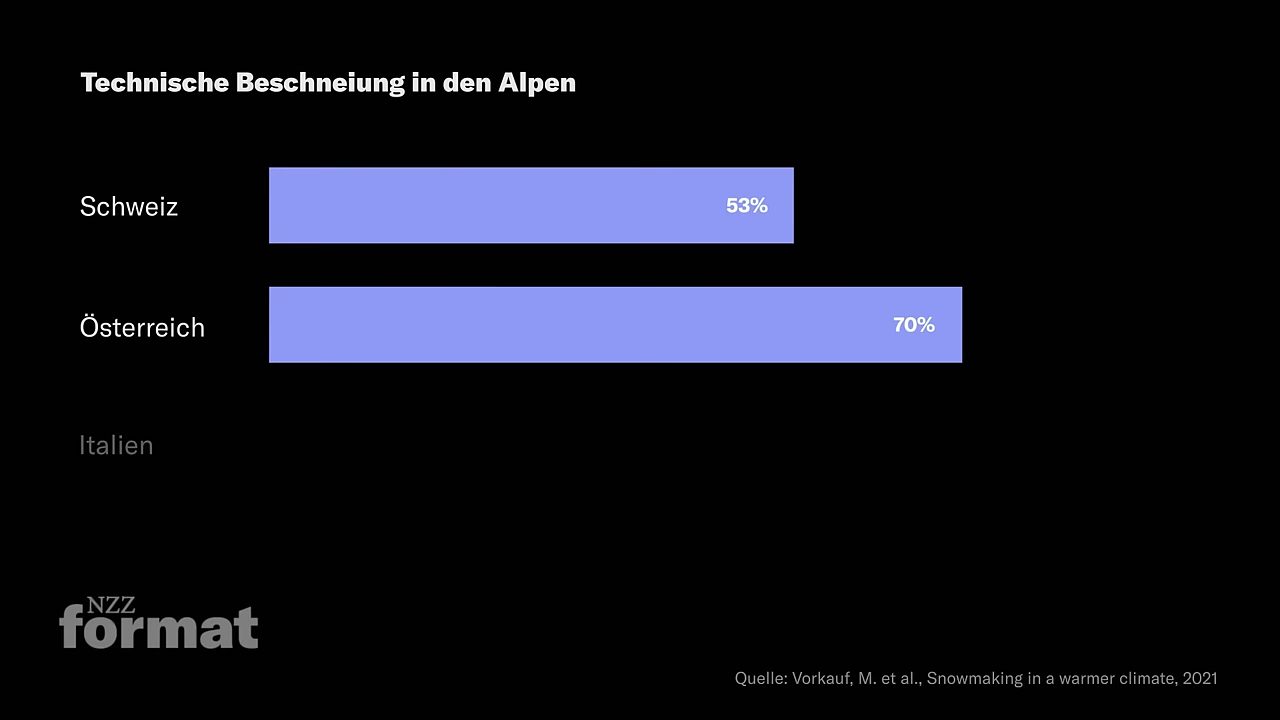 Technische Beschneiung in den Alpen
Schweiz
53%
Österreich
70%
Italien
NZZ
format
Quelle: Vorkauf, M. et al., Snowmaking in a warmer climate, 2021